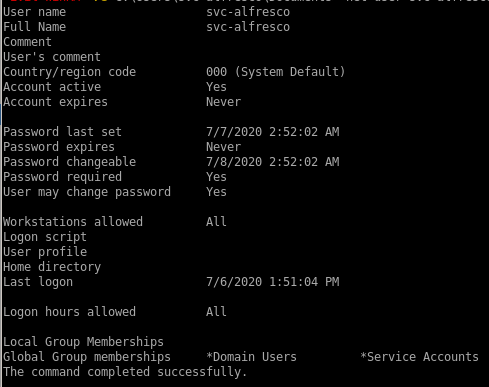 User name                    svc-alfresco
Full Name                    svc-alfresco
Comment
User's comment
Country/region code          000 (System Default)
Account active               Yes
Account expires              Never

Password last set            7/7/2020 2:52:02 AM
Password expires             Never
Password changeable          7/8/2020 2:52:02 AM
Password required            Yes
User may change password     Yes

Workstations allowed         All
Logon script
User profile
Home directory
Last logon                   7/6/2020 1:51:04 PM

Logon hours allowed          All

Local Group Memberships
Global Group memberships     *Domain Users         *Service Accounts
The command completed successfully.